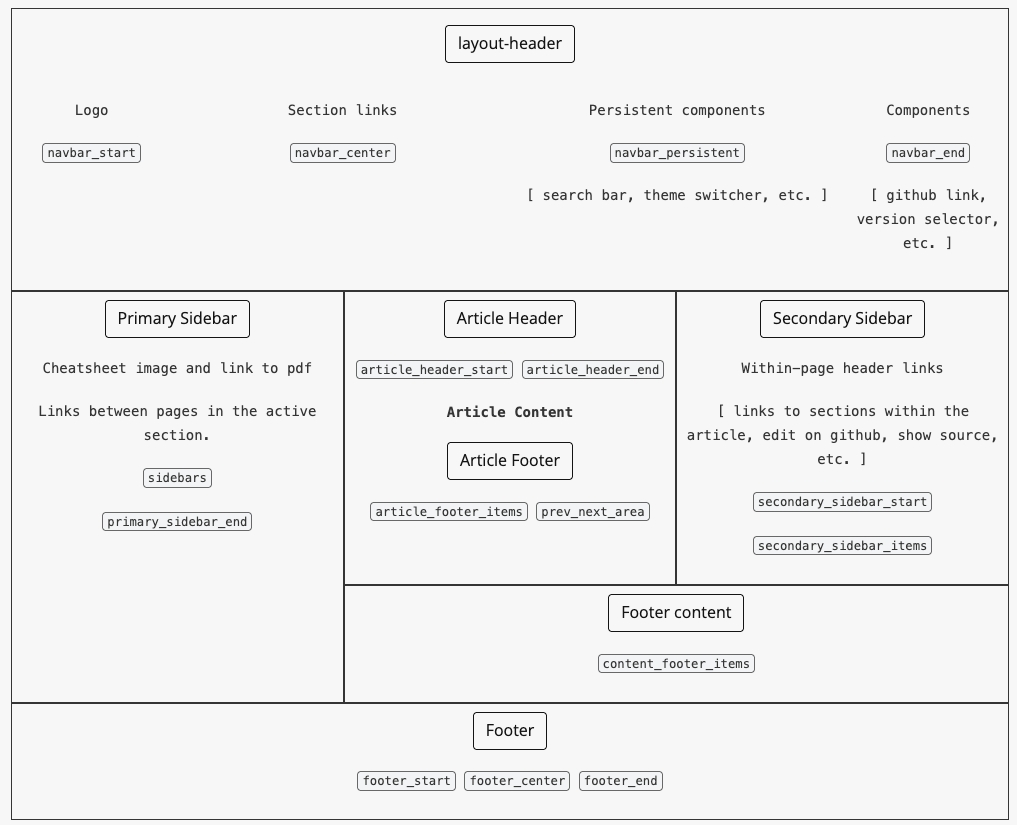 layout-header
Logo
Section links
Persistent components
Components
navbar_start
navbar_center
navbar_persistent
navbar_end
[ search bar, theme switcher, etc. ]
[ github link,
version selector,
etc. ]
Primary Sidebar
Cheatsheet image and link to pdf
Links between pages in the active
section.
sidebars
primary_sidebar_end
Article Header
article_header_start article_header_end
Article Content
Article Footer
article_footer_items prev_next_area
Secondary Sidebar
Within-page header links
[ links to sections within the
article, edit on github, show source,
etc. ]
secondary_sidebar_start
secondary_sidebar_items
Footer content
content_footer_items
Footer
footer_start footer_center footer_end